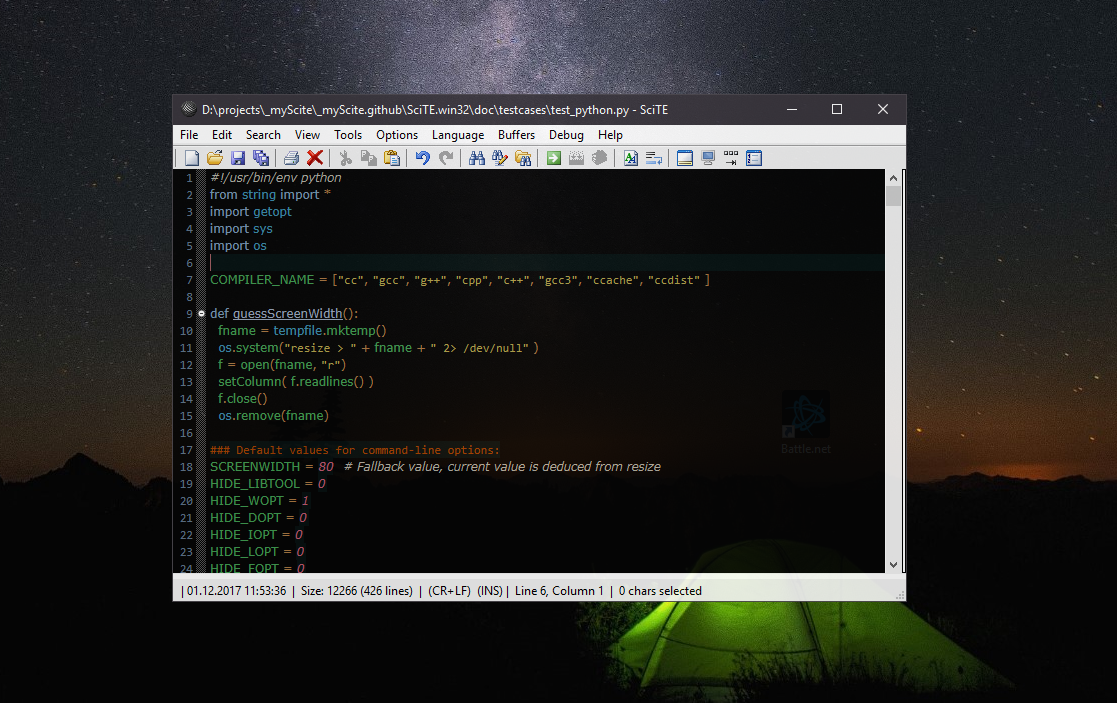 D:\projects\_myScite\_myScite.github\SciTE.win32\doc\testcases\test_python.py - SciTE
File Edit Search View Tools Options Language Buffers Debug Help
1 #!/usr/bin/env python
2 from string import *
3 import getopt
4 import sys
5 import os
6
7 COMPILER_NAME = ["cc", "gcc", "g++", "cpp", "c++", "gcc3", "ccache", "ccdist" ]
8
9 def guessScreenWidth():
10 fname = tempfile.mktemp()
11 os.system("resize > " + fname + " 2> /dev/null" )
12 f = open(fname, "r")
13 setColumn( f.readlines() )
14 f.close()
15 os.remove(fname)
16
17 ### Default values for command-line options:
18 SCREENWIDTH = 80 # Fallback value, current value is deduced from resize
19 HIDE_LIBTOOL = 0
20 HIDE_WOPT = 1
21 HIDE_DOPT = 0
22 HIDE_IOPT = 0
23 HIDE_LOPT = 0
24 HIDE_FOPT = 0
Battle.net
| 01.12.2017 11:53:36 | Size: 12266 (426 lines) | (CR+LF) (INS) | Line 6, Column 1 | 0 chars selected